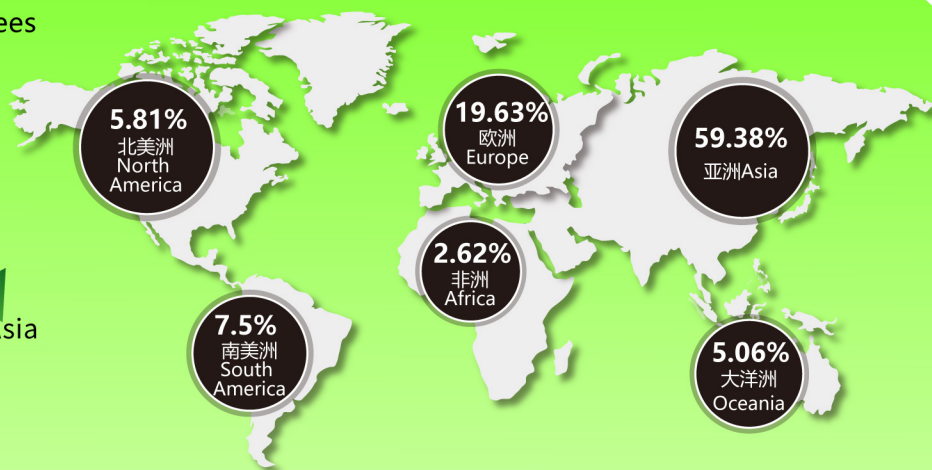 ees
5.81%
北美洲
North
America
19.63%
欧洲
Europe
59.38%
亚洲Asia
2.62%
非洲
Africa
7.5%
南美洲
South
America
5.06%
大洋洲
Oceania
sia